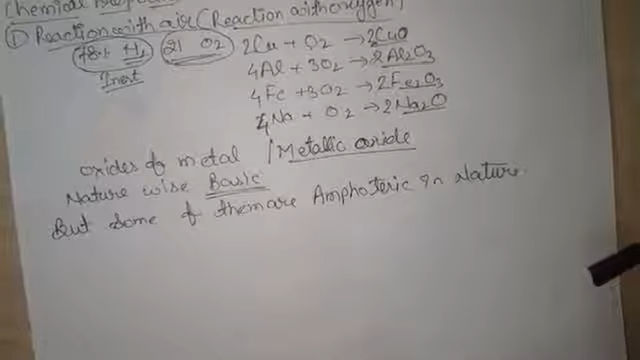 Chemical
① Reaction with air (Reaction with oxygen)
78% N₂ 21 O₂ 2Cu + O₂ → 2CuO
Inert 4Al + 3O₂ → 2Al₂O₃
4Fe + 3O₂ → 2Fe₂O₃
4Na + O₂ → 2Na₂O
oxides of metal / Metallic oxide
Nature wise Basic
But some of them are Amphoteric in Nature.